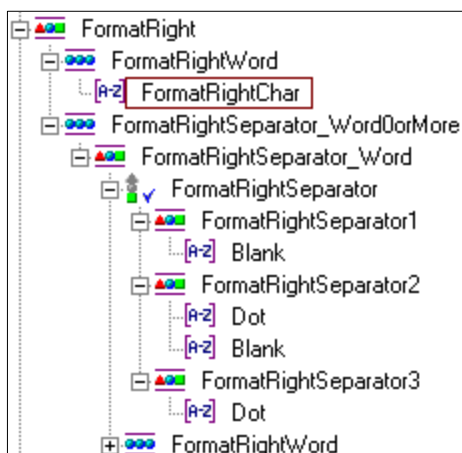 FormatRight
FormatRightWord
[A-Z] FormatRightChar
FormatRightSeparator_Word0orMore
FormatRightSeparator_Word
FormatRightSeparator
FormatRightSeparator1
[A-Z] Blank
FormatRightSeparator2
[A-Z] Dot
[A-Z] Blank
FormatRightSeparator3
[A-Z] Dot
FormatRightWord